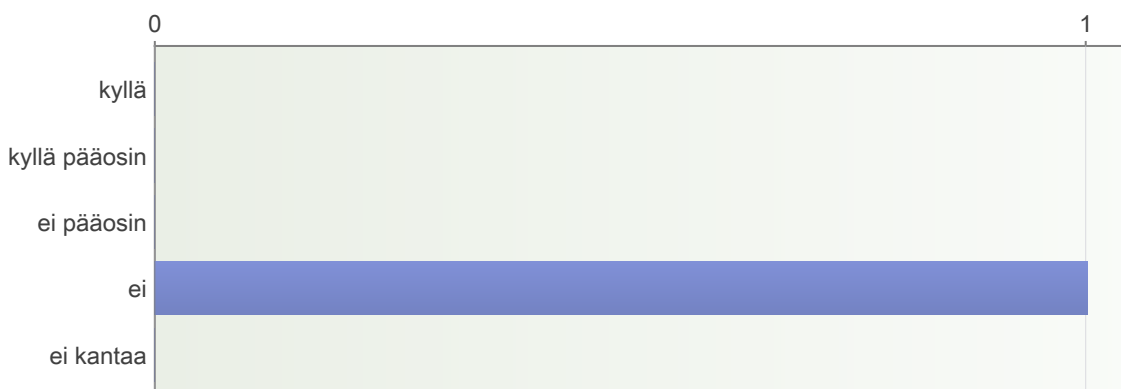 0 1
kyllä
kyllä pääosin
ei pääosin
ei
ei kantaa